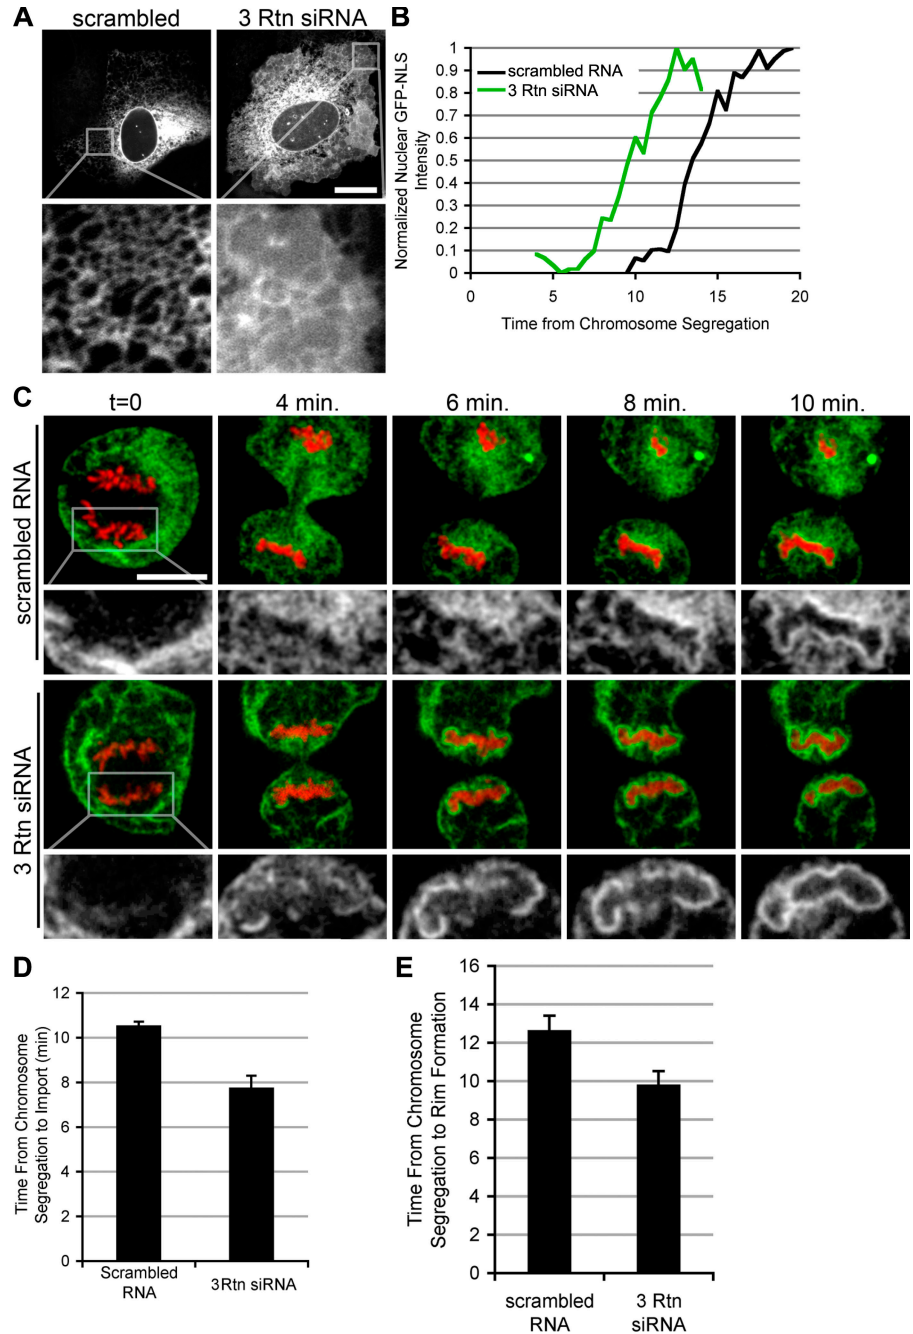 A
scrambled
3 Rtn siRNA
B
Normalized Nuclear GFP-NLS
Intensity
1
0.9
0.8
0.7
0.6
0.5
0.4
0.3
0.2
0.1
0
scrambled RNA
3 Rtn siRNA
0
5
10
15
20
Time from Chromosome Segregation
C
t=0
4 min.
6 min.
8 min.
10 min.
scrambled RNA
3 Rtn siRNA
D
Time From Chromosome
Segregation to Import (min)
12
10
8
6
4
2
0
Scrambled
RNA
3Rtn siRNA
E
Time From Chromosome
Segregation to Rim Formation
16
14
12
10
8
6
4
2
0
scrambled
RNA
3 Rtn
siRNA